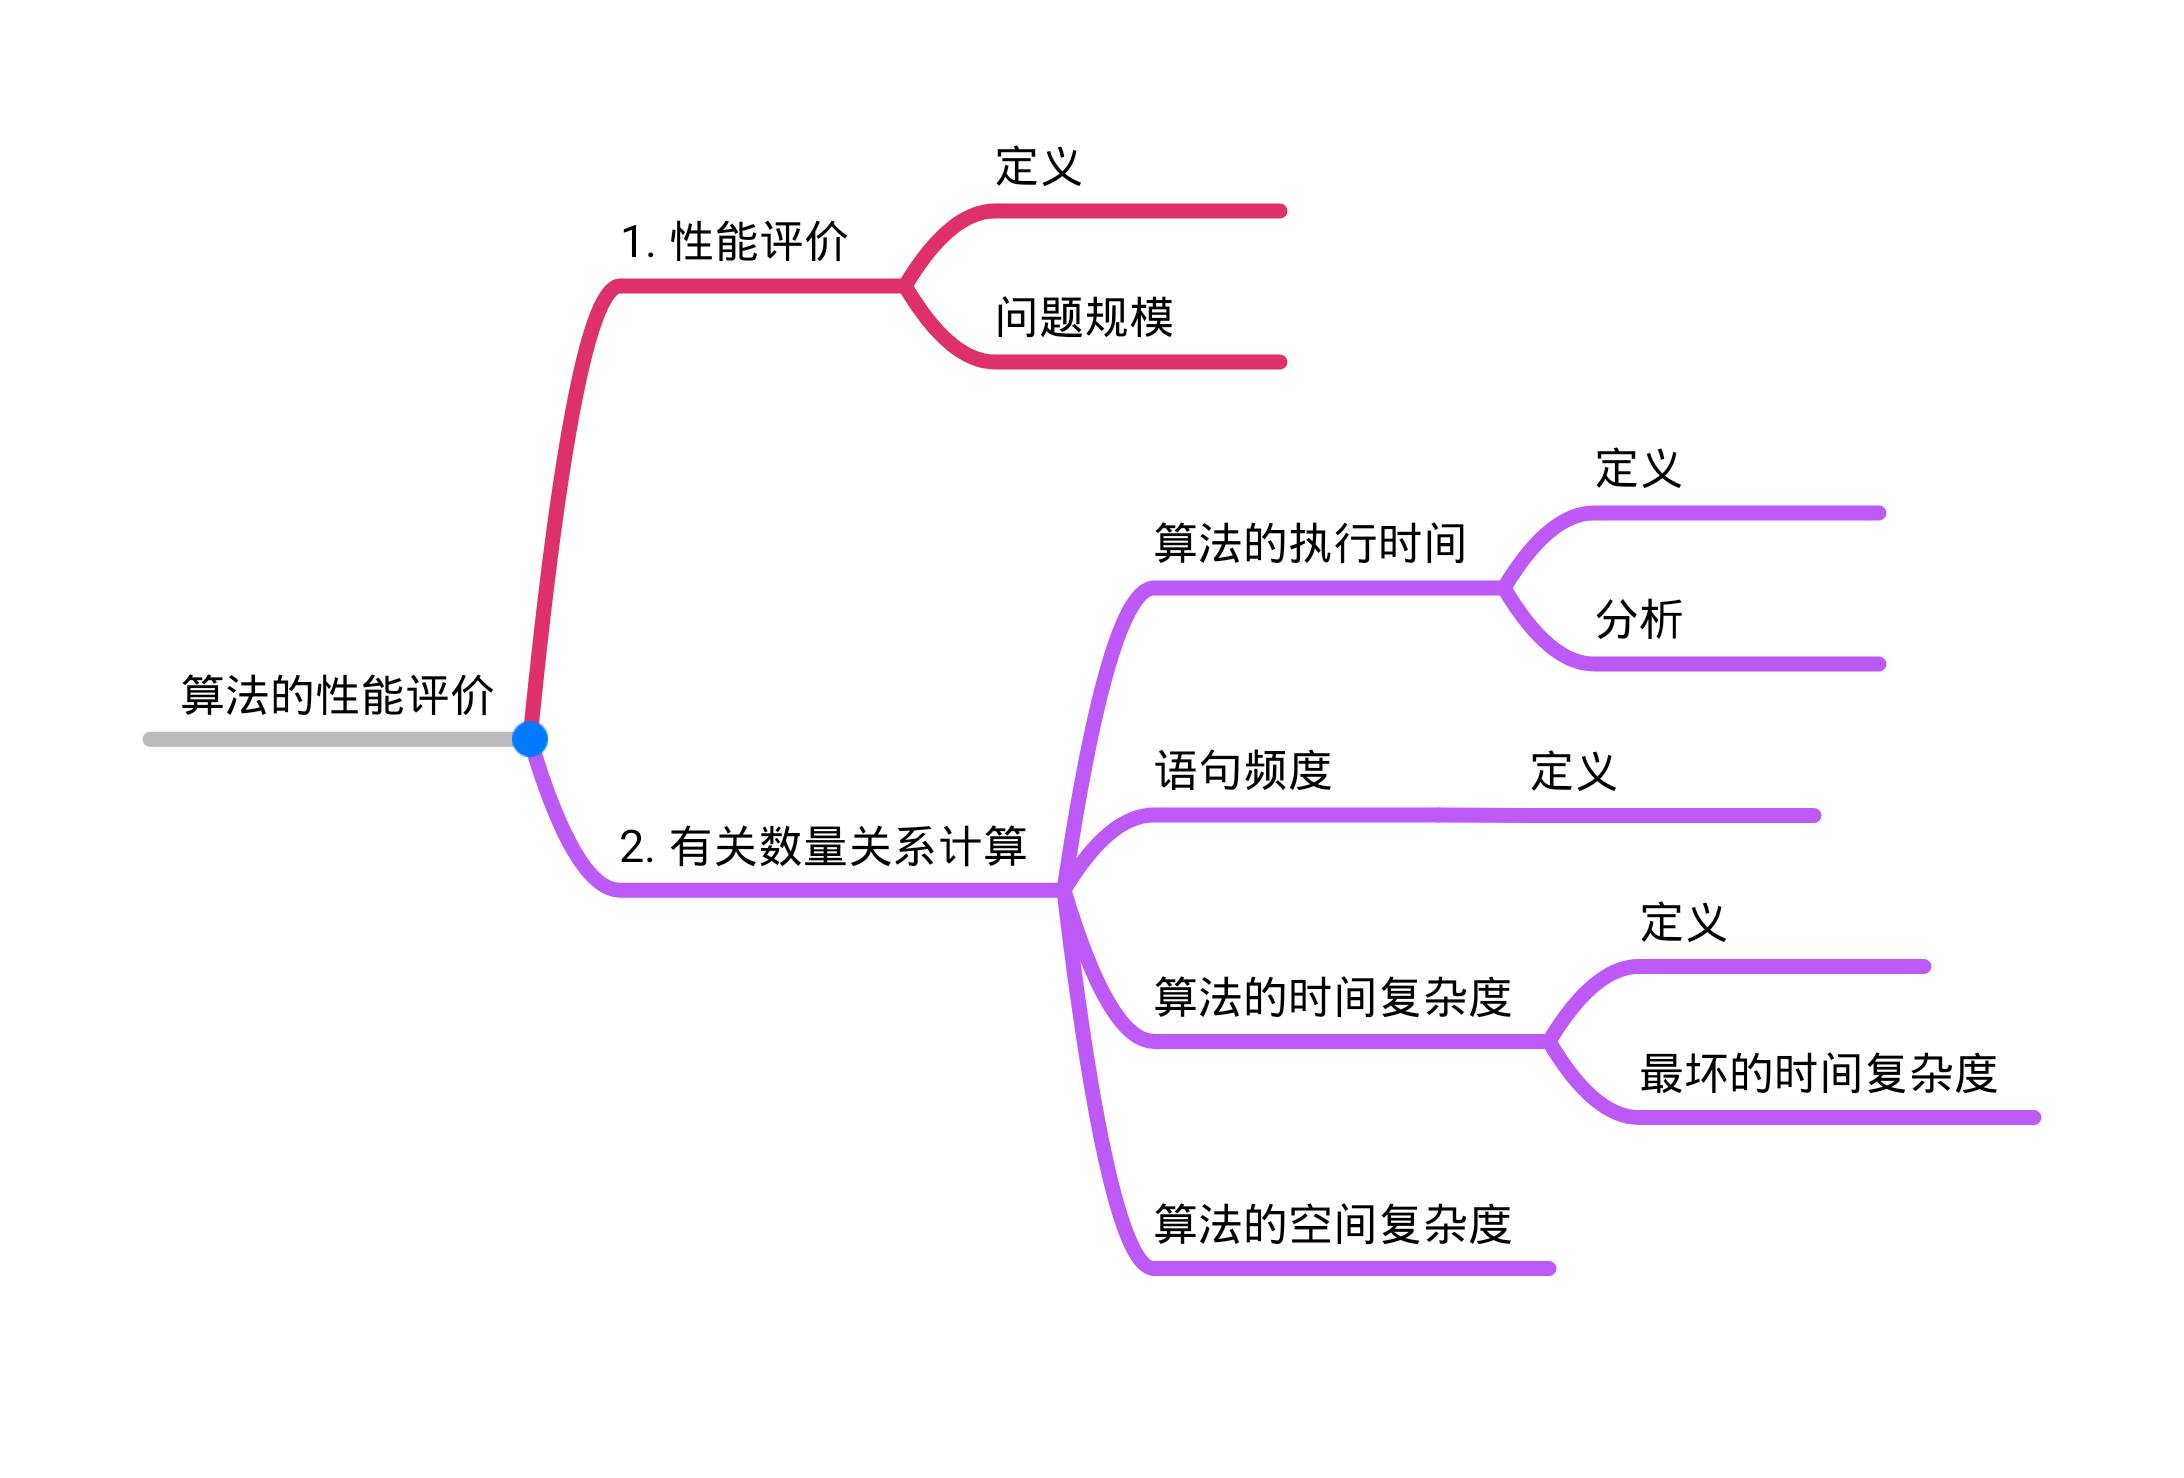 算法的性能评价
1. 性能评价
定义
问题规模
2. 有关数量关系计算
算法的执行时间
定义
分析
语句频度
定义
算法的时间复杂度
定义
最坏的时间复杂度
算法的空间复杂度